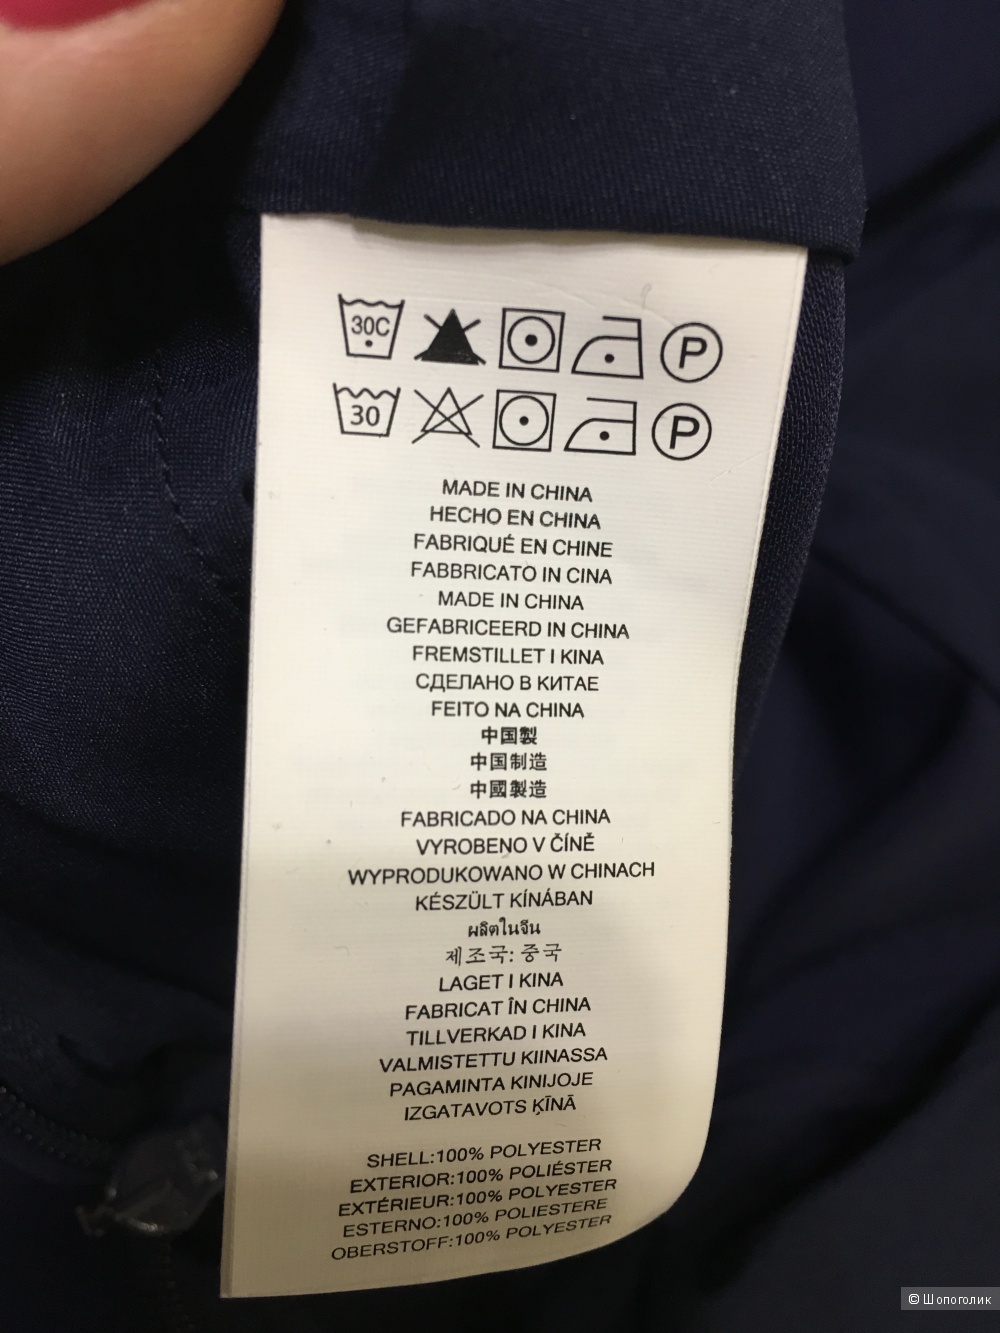 30C P
30 P
MADE IN CHINA
HECHO EN CHINA
FABRIQUÉ EN CHINE
FABBRICATO IN CINA
MADE IN CHINA
GEFABRICEERD IN CHINA
FREMSTILLET I KINA
СДЕЛАНО В КИТАЕ
FEITO NA CHINA
中国製
中国制造
中國製造
FABRICADO NA CHINA
VYROBENO V ČÍNĚ
WYPRODUKOWANO W CHINACH
KÉSZÜLT KÍNÁBAN
ผลิตในจีน
제조국: 중국
LAGET I KINA
FABRICAT ÎN CHINA
TILLVERKAD I KINA
VALMISTETTU KIINASSA
PAGAMINTA KINIJOJE
IZGATAVOTS ĶĪNĀ
SHELL:100% POLYESTER
EXTERIOR:100% POLIÉSTER
EXTÉRIEUR:100% POLYESTER
ESTERNO:100% POLIESTERE
OBERSTOFF:100% POLYESTER
© Шопоголик